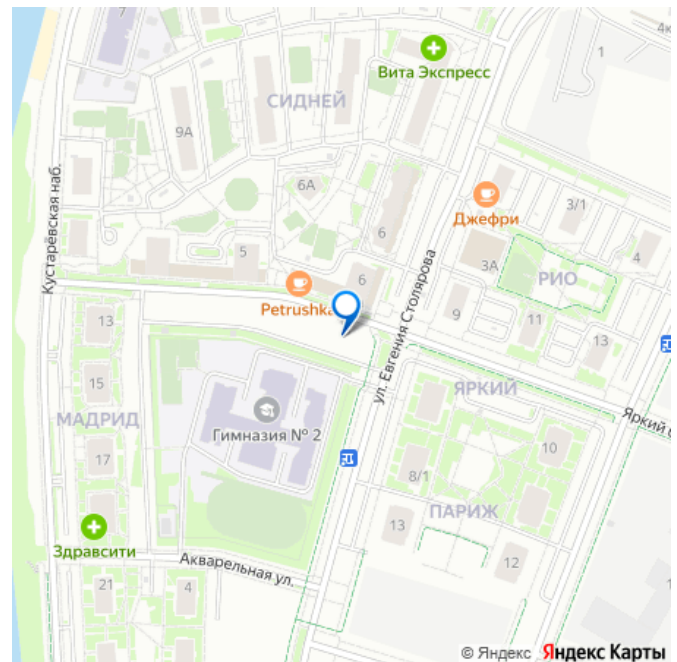 7
4к
1
Вита Экспресс
СИДНЕЙ
9А
6А
3/1
Джефри
Кустарёвская наб.
6
5
3А
4
РИО
6
Petrushka
ул. Евгения Столярова
9
11
13
13
15
ЯРКИЙ
МАДРИД
Гимназия № 2
Яркий
10
17
8/1
ПАРИЖ
13
Здравсити
12
Акварельная ул.
21
4
1
© Яндекс Яндекс Карты